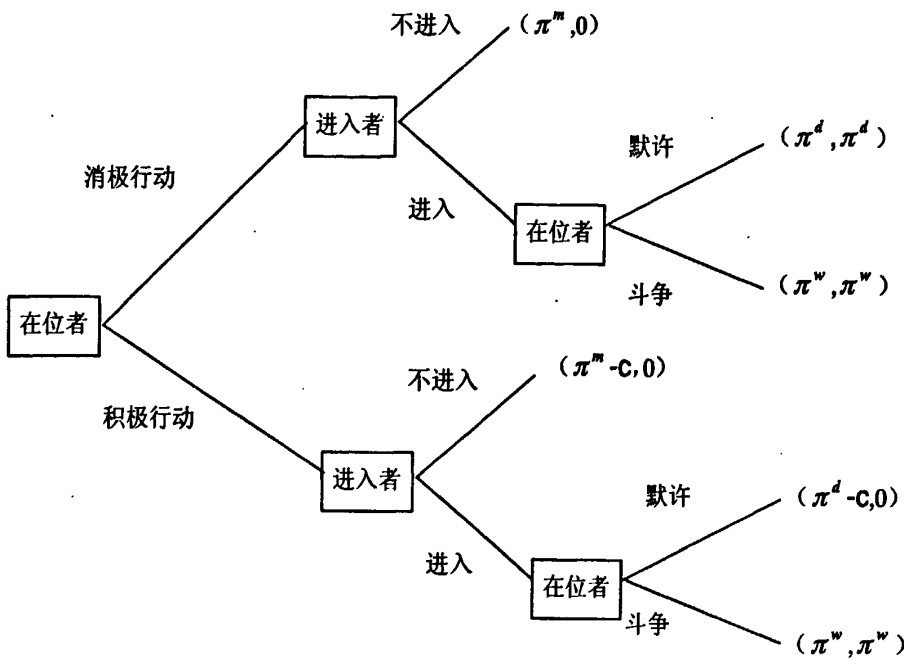 不进入
(π^m,0)
进入者
默许
(π^d,π^d)
消极行动
进入
在位者
斗争
(π^w,π^w)
在位者
不进入
(π^m-C,0)
积极行动
进入者
默许
(π^d-C,0)
进入
在位者
斗争
(π^w,π^w)